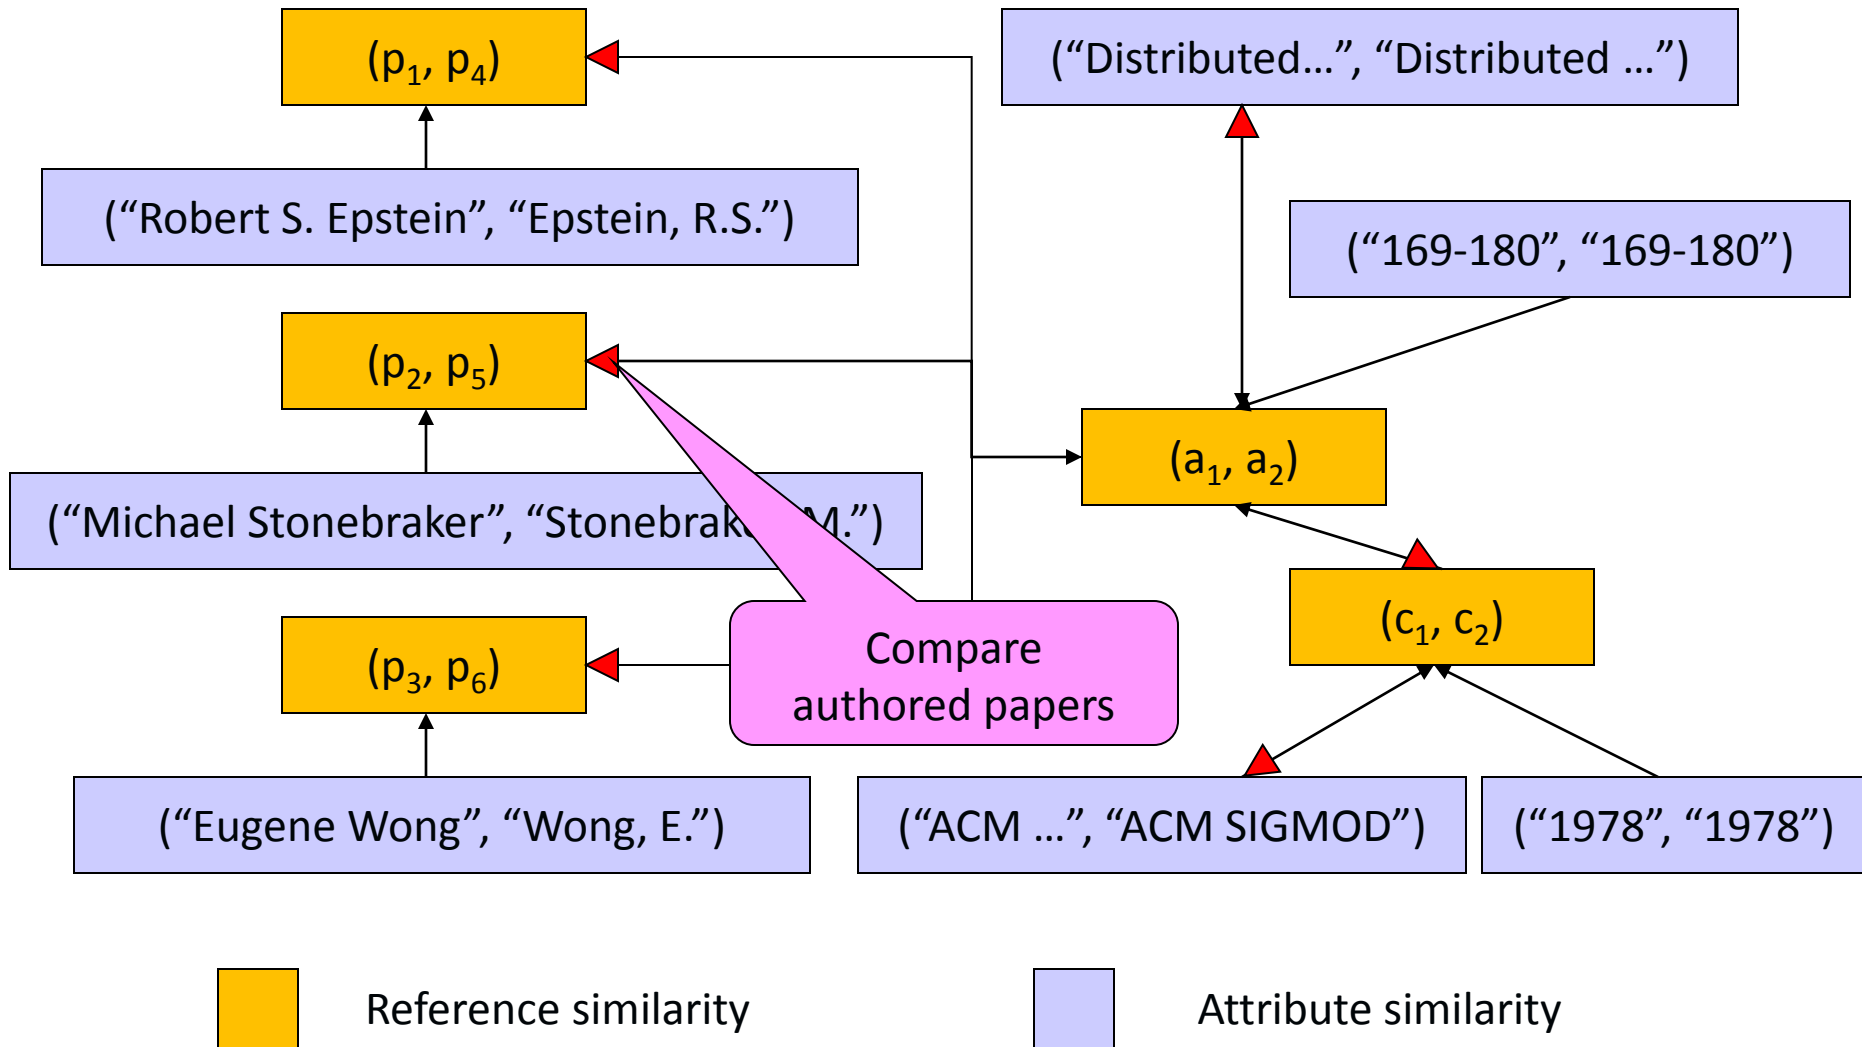 (p₁, p₄)
(“Distributed…”, “Distributed …”)
(“Robert S. Epstein”, “Epstein, R.S.”)
(“169-180”, “169-180”)
(p₂, p₅)
(a₁, a₂)
(“Michael Stonebraker”, “Stonebrak M.”)
(c₁, c₂)
Compare
authored papers
(p₃, p₆)
(“Eugene Wong”, “Wong, E.”)
(“ACM …”, “ACM SIGMOD”)
(“1978”, “1978”)
Reference similarity
Attribute similarity